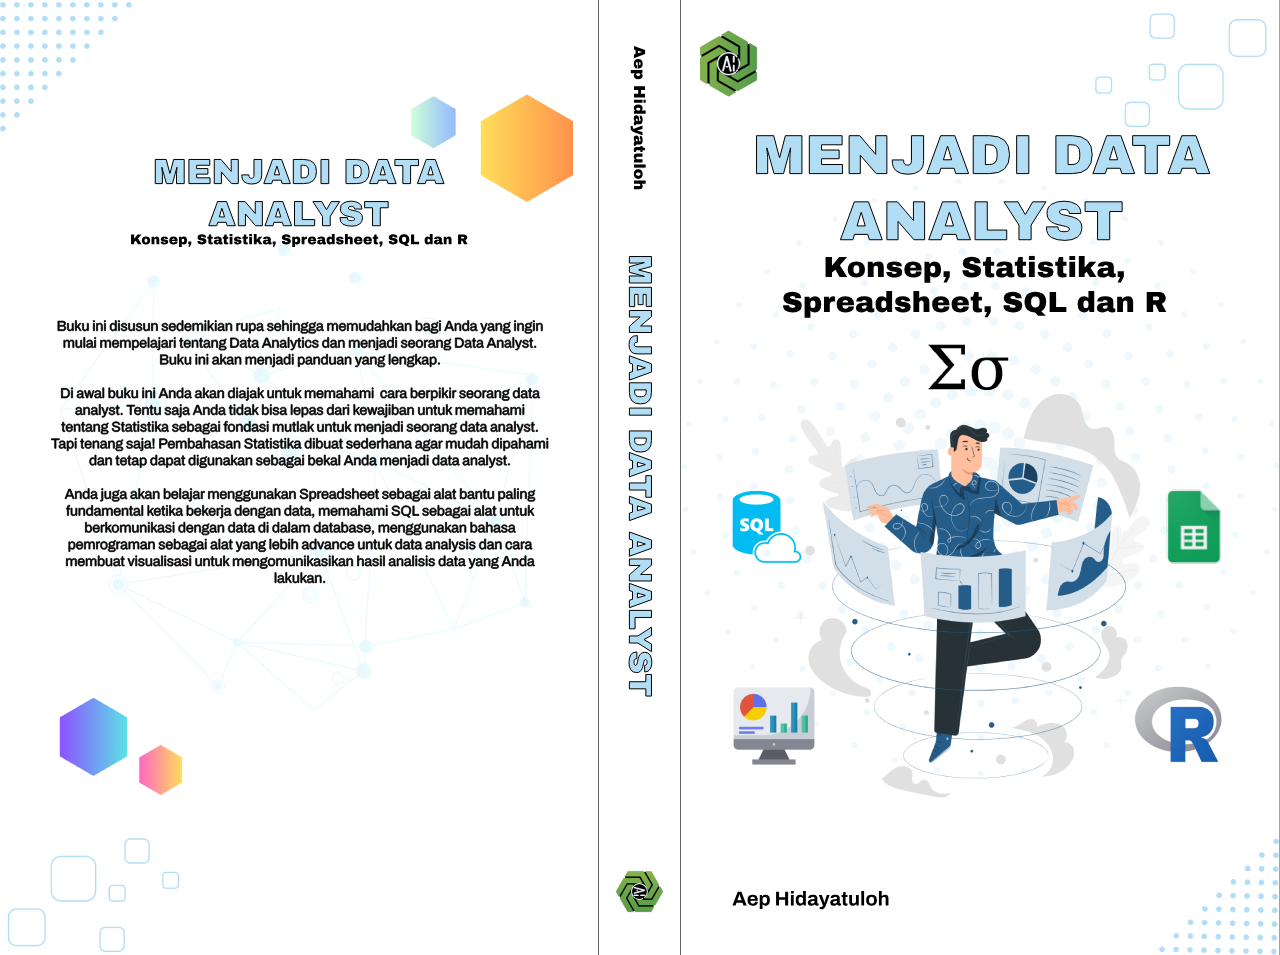 MENJADI DATA
ANALYST
Konsep, Statistika, Spreadsheet, SQL dan R
Buku ini disusun sedemikian rupa sehingga memudahkan bagi Anda yang ingin
mulai mempelajari tentang Data Analytics dan menjadi seorang Data Analyst.
Buku ini akan menjadi panduan yang lengkap.
Di awal buku ini Anda akan diajak untuk memahami  cara berpikir seorang data
analyst. Tentu saja Anda tidak bisa lepas dari kewajiban untuk memahami
tentang Statistika sebagai fondasi mutlak untuk menjadi seorang data analyst.
Tapi tenang saja! Pembahasan Statistika dibuat sederhana agar mudah dipahami
dan tetap dapat digunakan sebagai bekal Anda menjadi data analyst.
Anda juga akan belajar menggunakan Spreadsheet sebagai alat bantu paling
fundamental ketika bekerja dengan data, memahami SQL sebagai alat untuk
berkomunikasi dengan data di dalam database, menggunakan bahasa
pemrograman sebagai alat yang lebih advance untuk data analysis dan cara
membuat visualisasi untuk mengomunikasikan hasil analisis data yang Anda
lakukan.
Aep Hidayatuloh
MENJADI DATA ANALYST
MENJADI DATA
ANALYST
Konsep, Statistika,
Spreadsheet, SQL dan R
Σσ
SQL
R
Aep Hidayatuloh